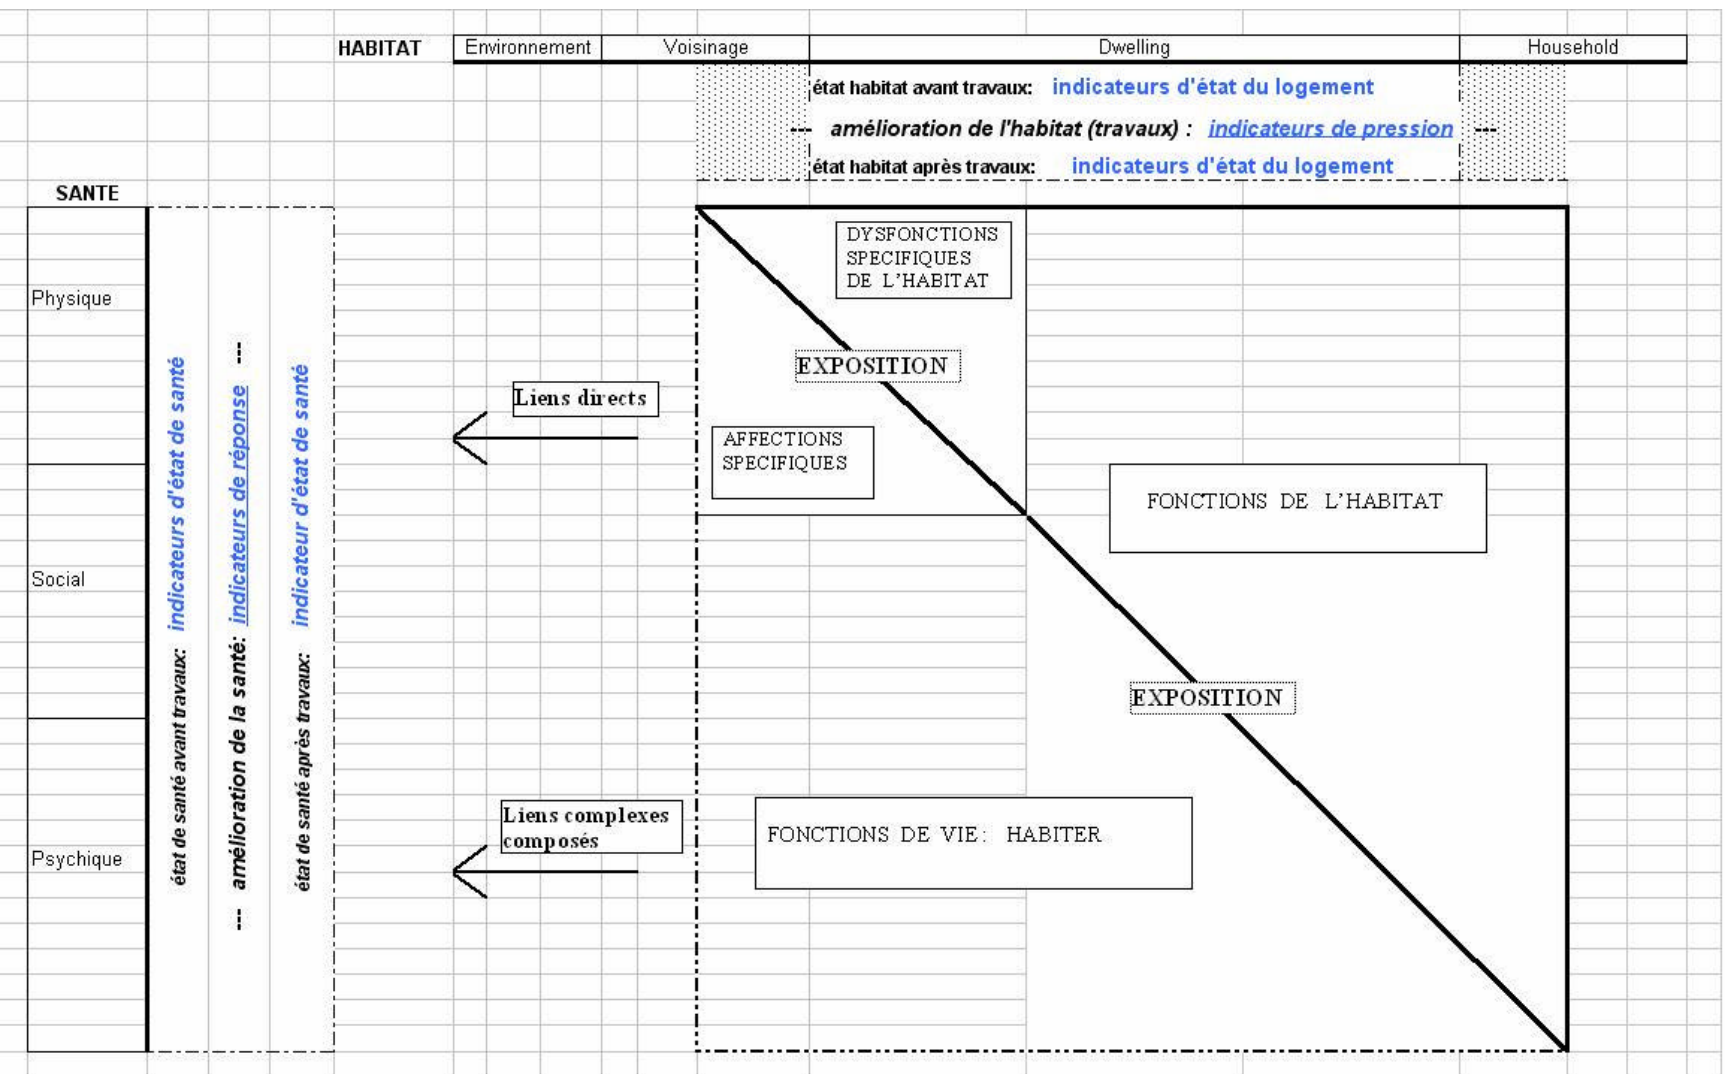 HABITAT
Environnement
Voisinage
Dwelling
Household
état habitat avant travaux: indicateurs d'état du logement
--- amélioration de l'habitat (travaux) : indicateurs de pression ---
état habitat après travaux: indicateurs d'état du logement
SANTE
Physique
Social
Psychique
état de santé avant travaux: indicateurs d'état de santé
--- amélioration de la santé: indicateurs de réponse ---
état de santé après travaux: indicateur d'état de santé
DYSFONCTIONS
SPECIFIQUES
DE L'HABITAT
EXPOSITION
Liens directs
AFFECTIONS
SPECIFIQUES
FONCTIONS DE L'HABITAT
EXPOSITION
Liens complexes
composés
FONCTIONS DE VIE: HABITER